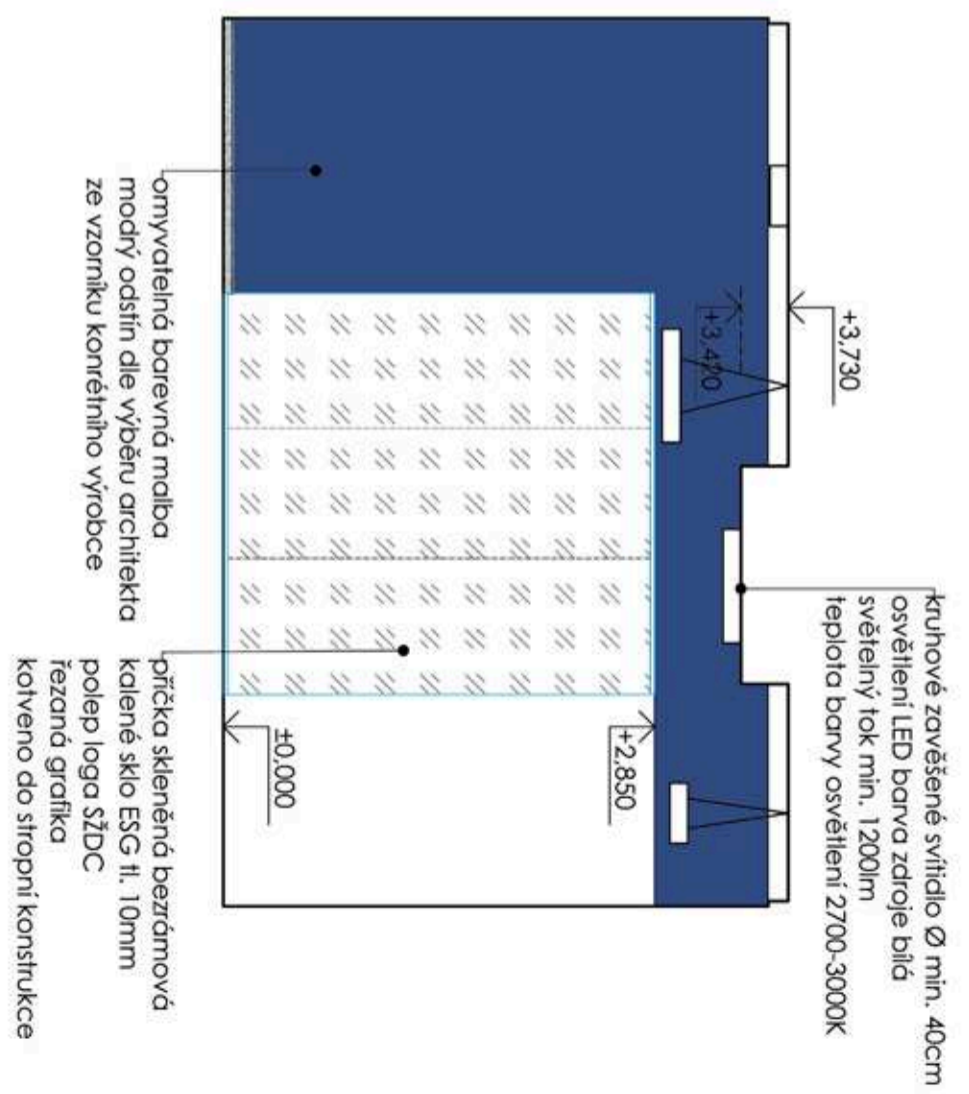 kruhové zavěšené svítidlo Ø min. 40cm
osvětlení LED barva zdroje bílá
světelný tok min. 1200lm
teplota barvy osvětlení 2700-3000K
+3,730
+3,420
+2,850
±0,000
omyvatelná barevná malba
modrý odstín dle výběru architekta
ze vzorníku konrétního výrobce
příčka skleněná bezrámová
kalené sklo ESG tl. 10mm
polep loga SŽDC
řezaná grafika
kotveno do stropní konstrukce